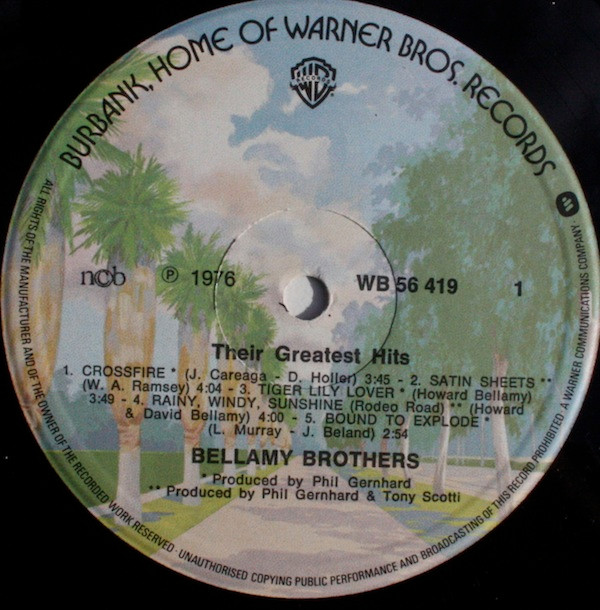 BURBANK, HOME OF WARNER BROS. RECORDS
RECORDS
ncb Ⓟ 1976 WB 56 419 1
Their Greatest Hits
1. CROSSFIRE * (J. Careaga - D. Holler) 3:45 - 2. SATIN SHEETS **
(W. A. Ramsey) 4:04 - 3. TIGER LILY LOVER * (Howard Bellamy)
3:49 - 4. RAINY, WINDY, SUNSHINE (Rodeo Road) ** (Howard
& David Bellamy) 4:00 - 5. BOUND TO EXPLODE *
(L. Murray - J. Beland) 2:54
BELLAMY BROTHERS
* Produced by Phil Gernhard
** Produced by Phil Gernhard & Tony Scotti
ALL RIGHTS OF THE MANUFACTURER AND OF THE OWNER OF THE RECORDED WORK RESERVED · UNAUTHORISED COPYING PUBLIC PERFORMANCE AND BROADCASTING OF THIS RECORD PROHIBITED · A WARNER COMMUNICATIONS COMPANY ·